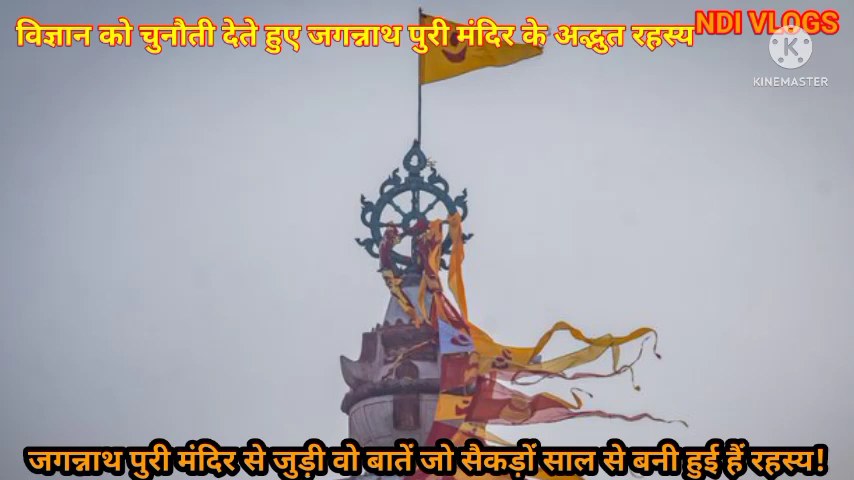 विज्ञान को चुनौती देते हुए जगन्नाथ पुरी मंदिर के अद्भुत रहस्य
NDI VLOGS
K
KINEMASTER
जगन्नाथ पुरी मंदिर से जुड़ी वो बातें जो सैकड़ों साल से बनी हुई हैं रहस्य!